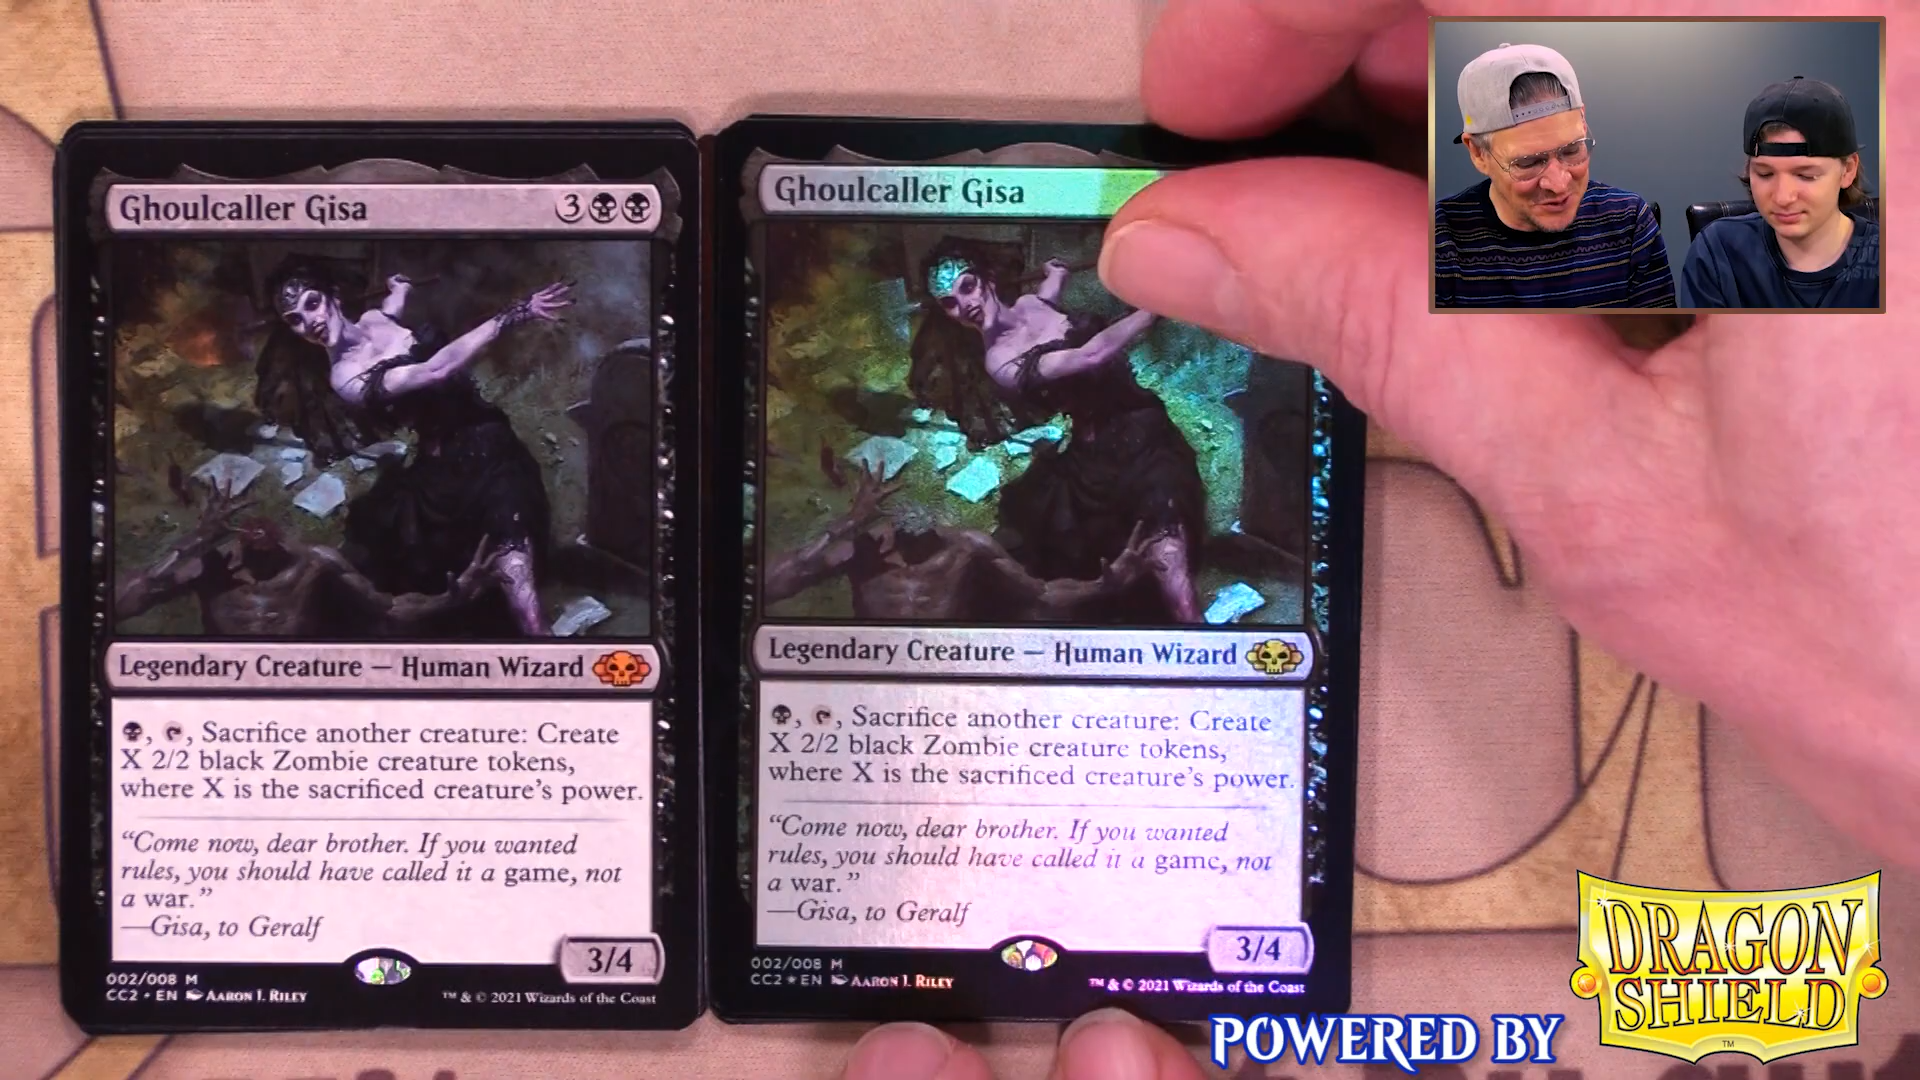 Ghoulcaller Gisa 3
Legendary Creature — Human Wizard
, , Sacrifice another creature: Create
X 2/2 black Zombie creature tokens,
where X is the sacrificed creature's power.
“Come now, dear brother. If you wanted
rules, you should have called it a game, not
a war.”
—Gisa, to Geralf
3/4
002/008 M
CC2 • EN AARON J. RILEY
™ & © 2021 Wizards of the Coast
Ghoulcaller Gisa
Legendary Creature — Human Wizard
, , Sacrifice another creature: Create
X 2/2 black Zombie creature tokens,
where X is the sacrificed creature's power.
“Come now, dear brother. If you wanted
rules, you should have called it a game, not
a war.”
—Gisa, to Geralf
3/4
002/008 M
CC2 ★ EN AARON J. RILEY
™ & © 2021 Wizards of the Coast
POWERED BY
DRAGON
SHIELD
TM